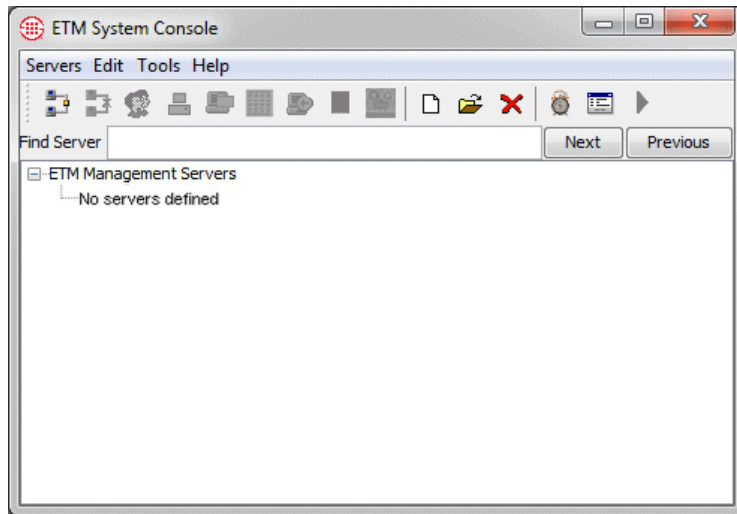 ETM System Console
Servers Edit Tools Help
Find Server Next Previous
ETM Management Servers
No servers defined